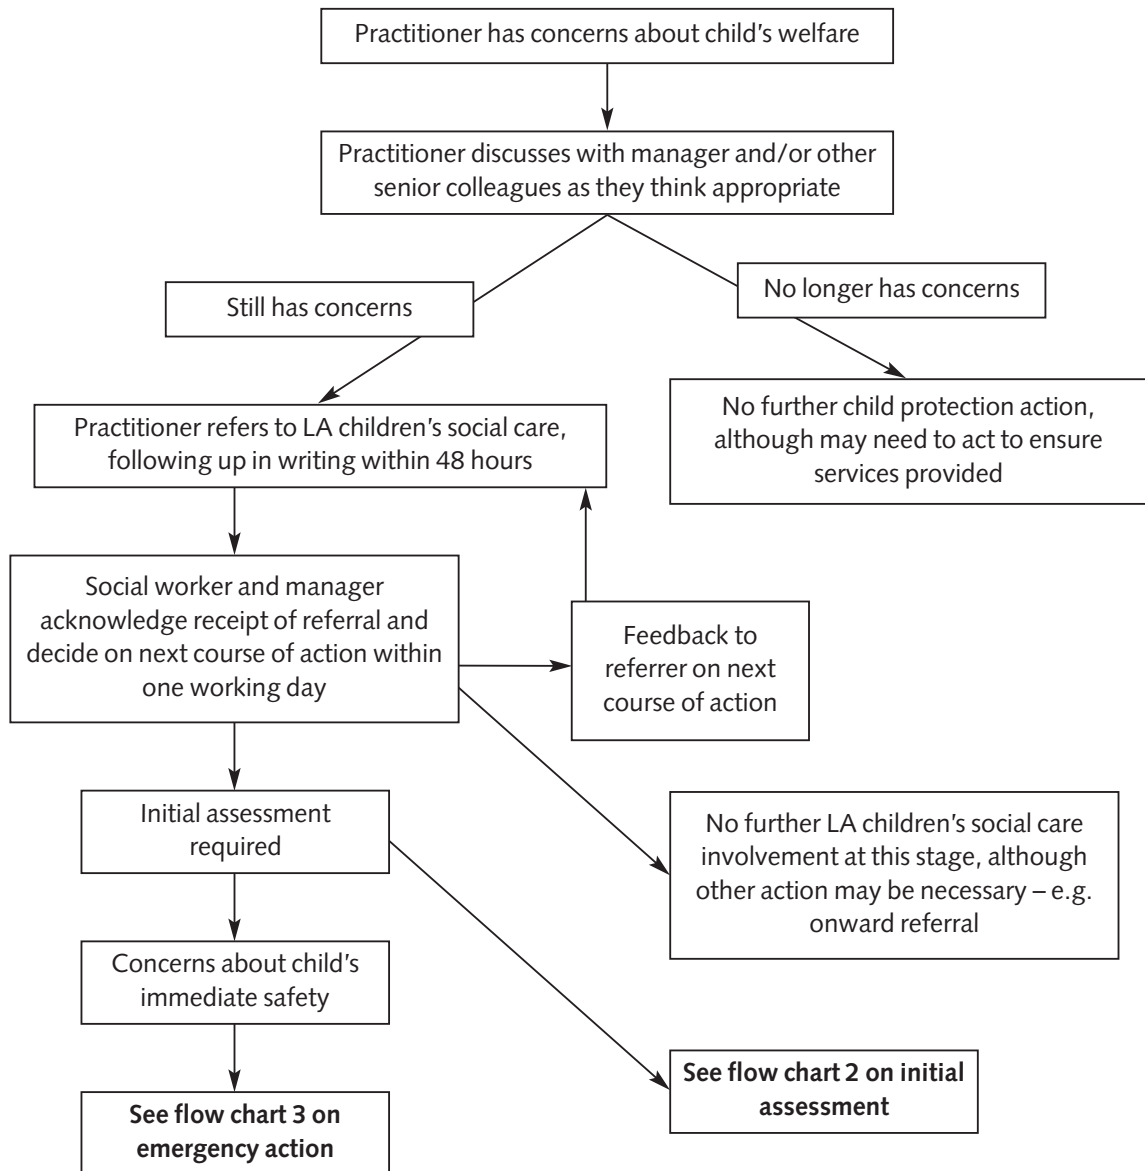 Practitioner has concerns about child's welfare
Practitioner discusses with manager and/or other
senior colleagues as they think appropriate
Still has concerns
No longer has concerns
Practitioner refers to LA children's social care,
following up in writing within 48 hours
No further child protection action,
although may need to act to ensure
services provided
Social worker and manager
acknowledge receipt of referral and
decide on next course of action within
one working day
Feedback to
referrer on next
course of action
Initial assessment
required
No further LA children's social care
involvement at this stage, although
other action may be necessary – e.g.
onward referral
Concerns about child's
immediate safety
See flow chart 2 on initial
assessment
See flow chart 3 on
emergency action